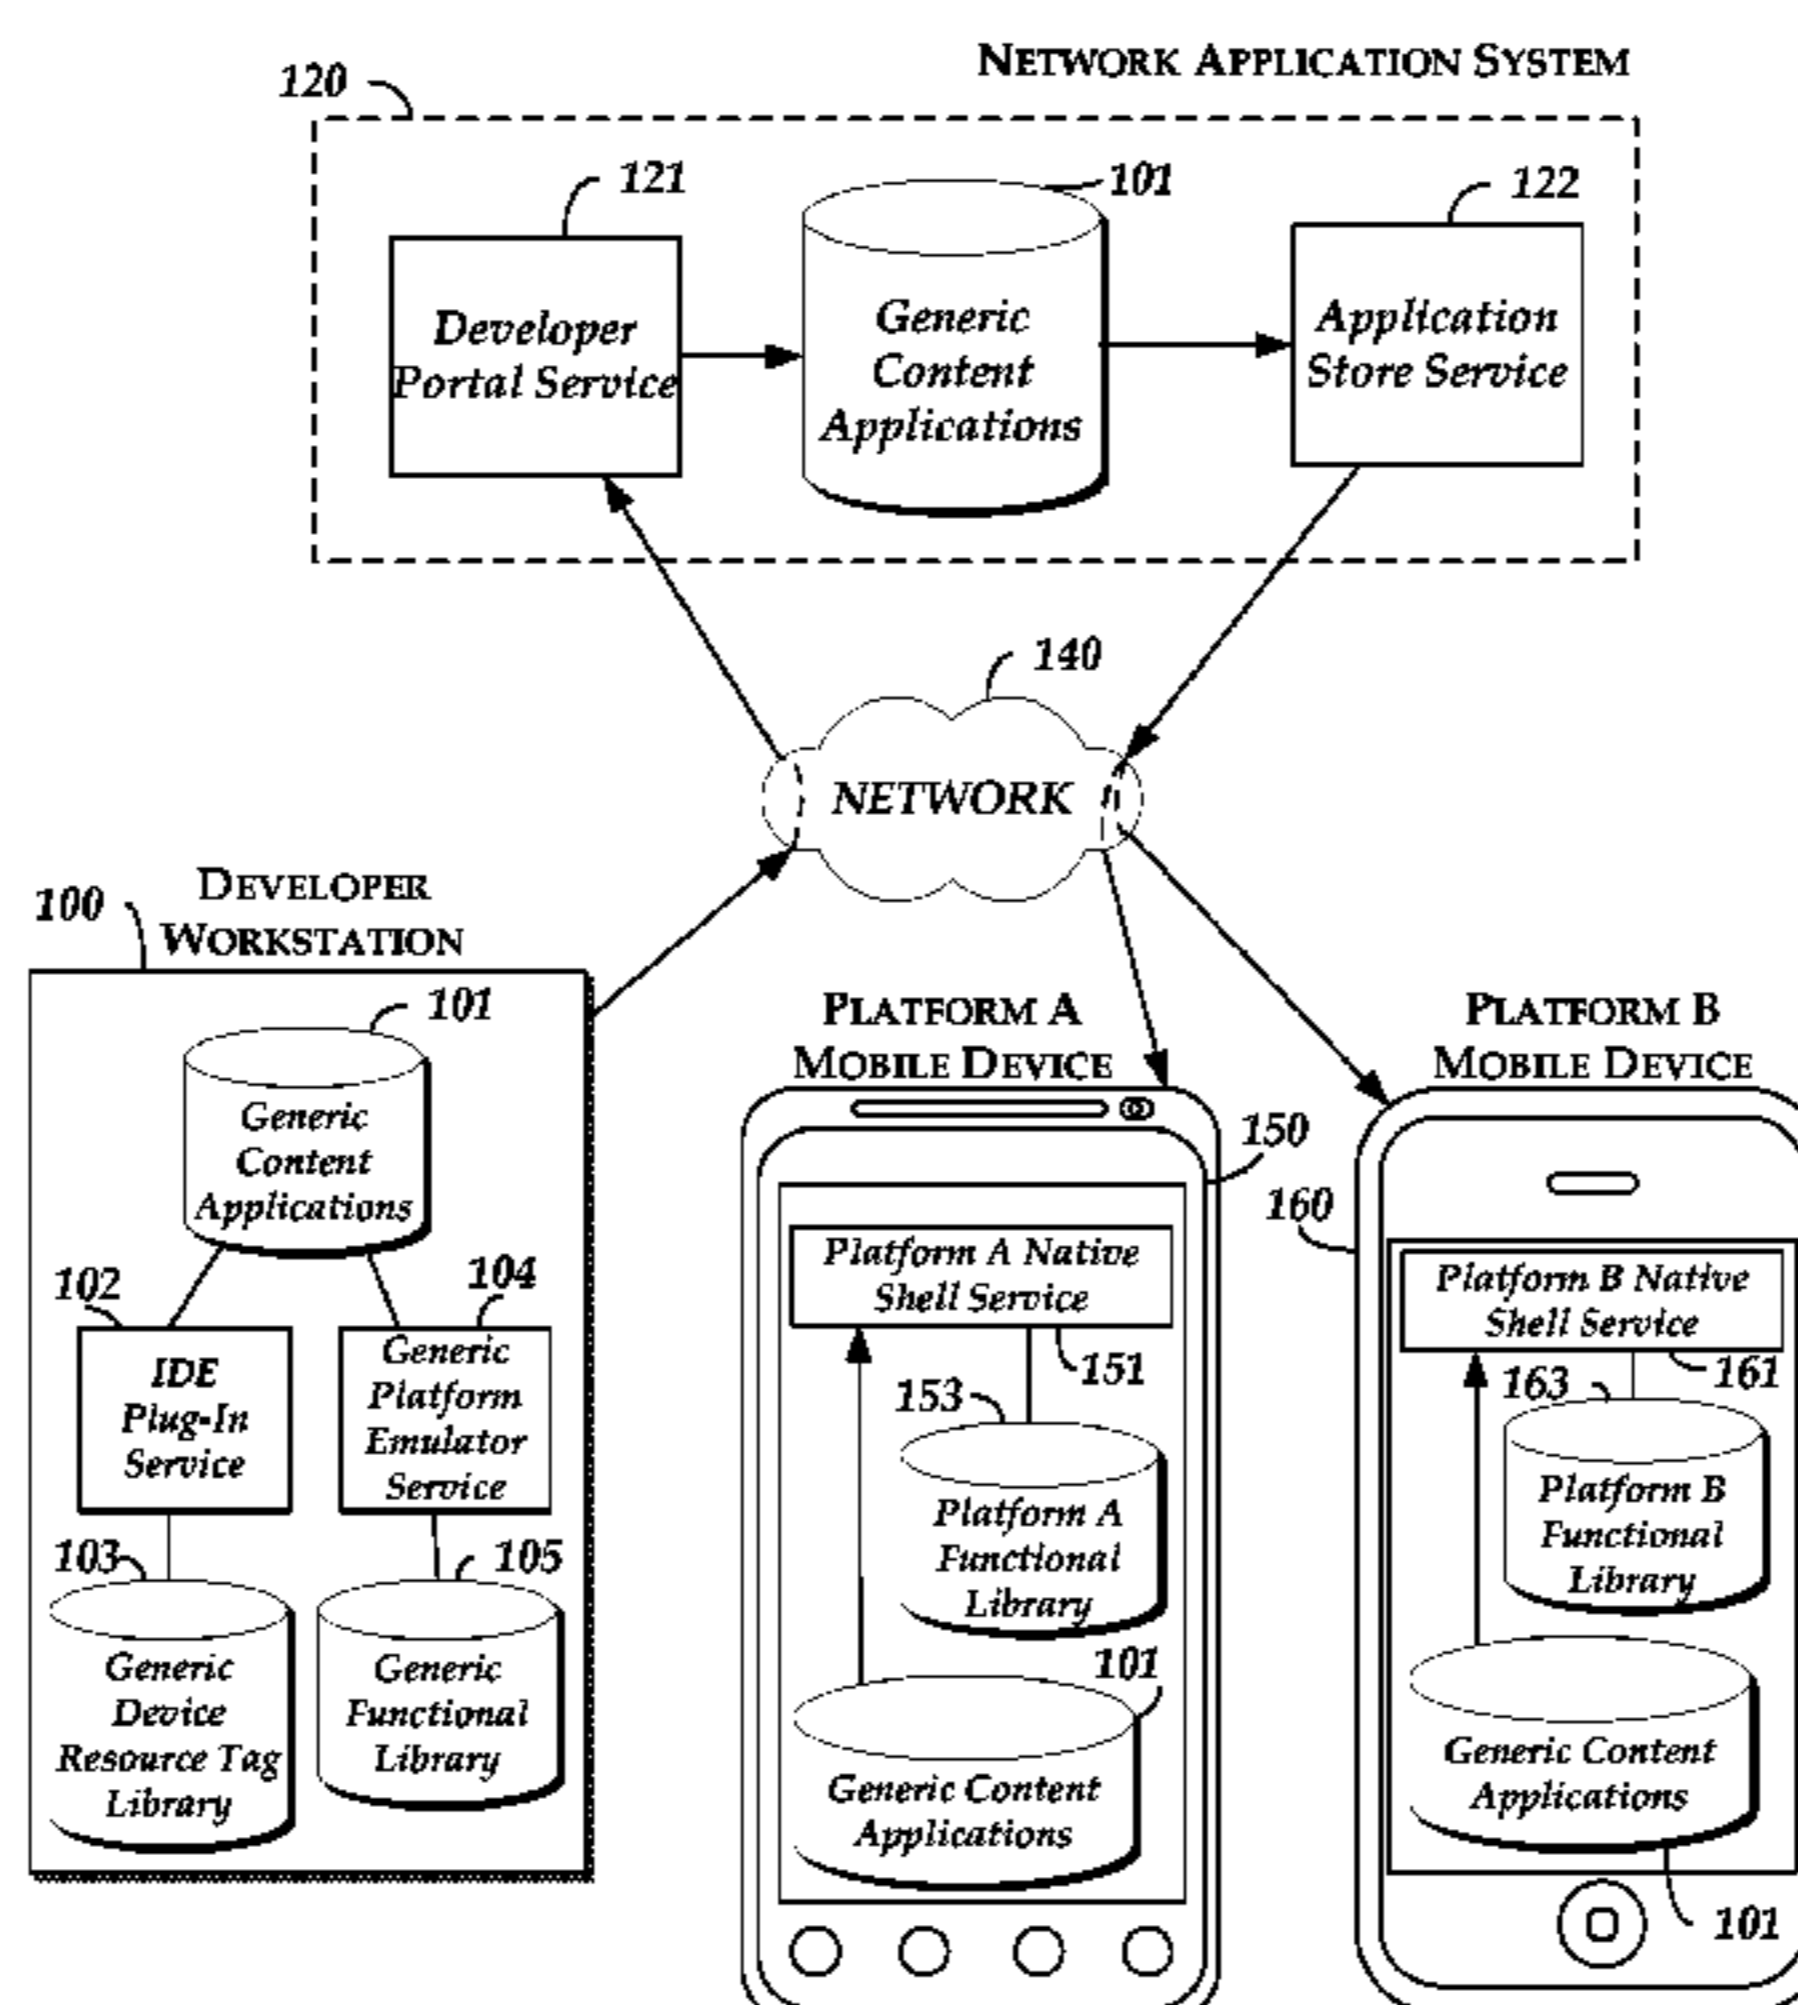 NETWORK APPLICATION SYSTEM
120
121
101
122
Developer
Portal Service
Generic
Content
Applications
Application
Store Service
140
NETWORK
DEVELOPER
WORKSTATION
100
101
Generic
Content
Applications
102
104
IDE
Plug-In
Service
Generic
Platform
Emulator
Service
103
105
Generic
Device
Resource Tag
Library
Generic
Functional
Library
PLATFORM A
MOBILE DEVICE
150
Platform A Native
Shell Service
151
153
Platform A
Functional
Library
101
Generic Content
Applications
PLATFORM B
MOBILE DEVICE
160
Platform B Native
Shell Service
161
163
Platform B
Functional
Library
Generic Content
Applications
101